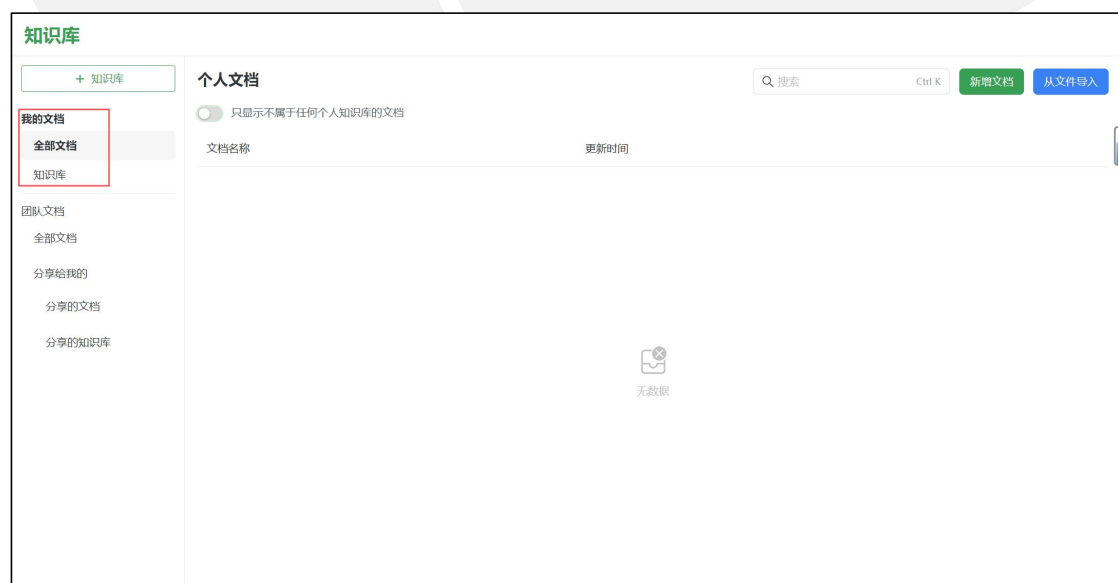 知识库
+ 知识库
我的文档
全部文档
知识库
团队文档
全部文档
分享给我的
分享的文档
分享的知识库
个人文档
搜索 Ctrl K
新增文档
从文件导入
只显示不属于任何个人知识库的文档
文档名称 更新时间
无数据